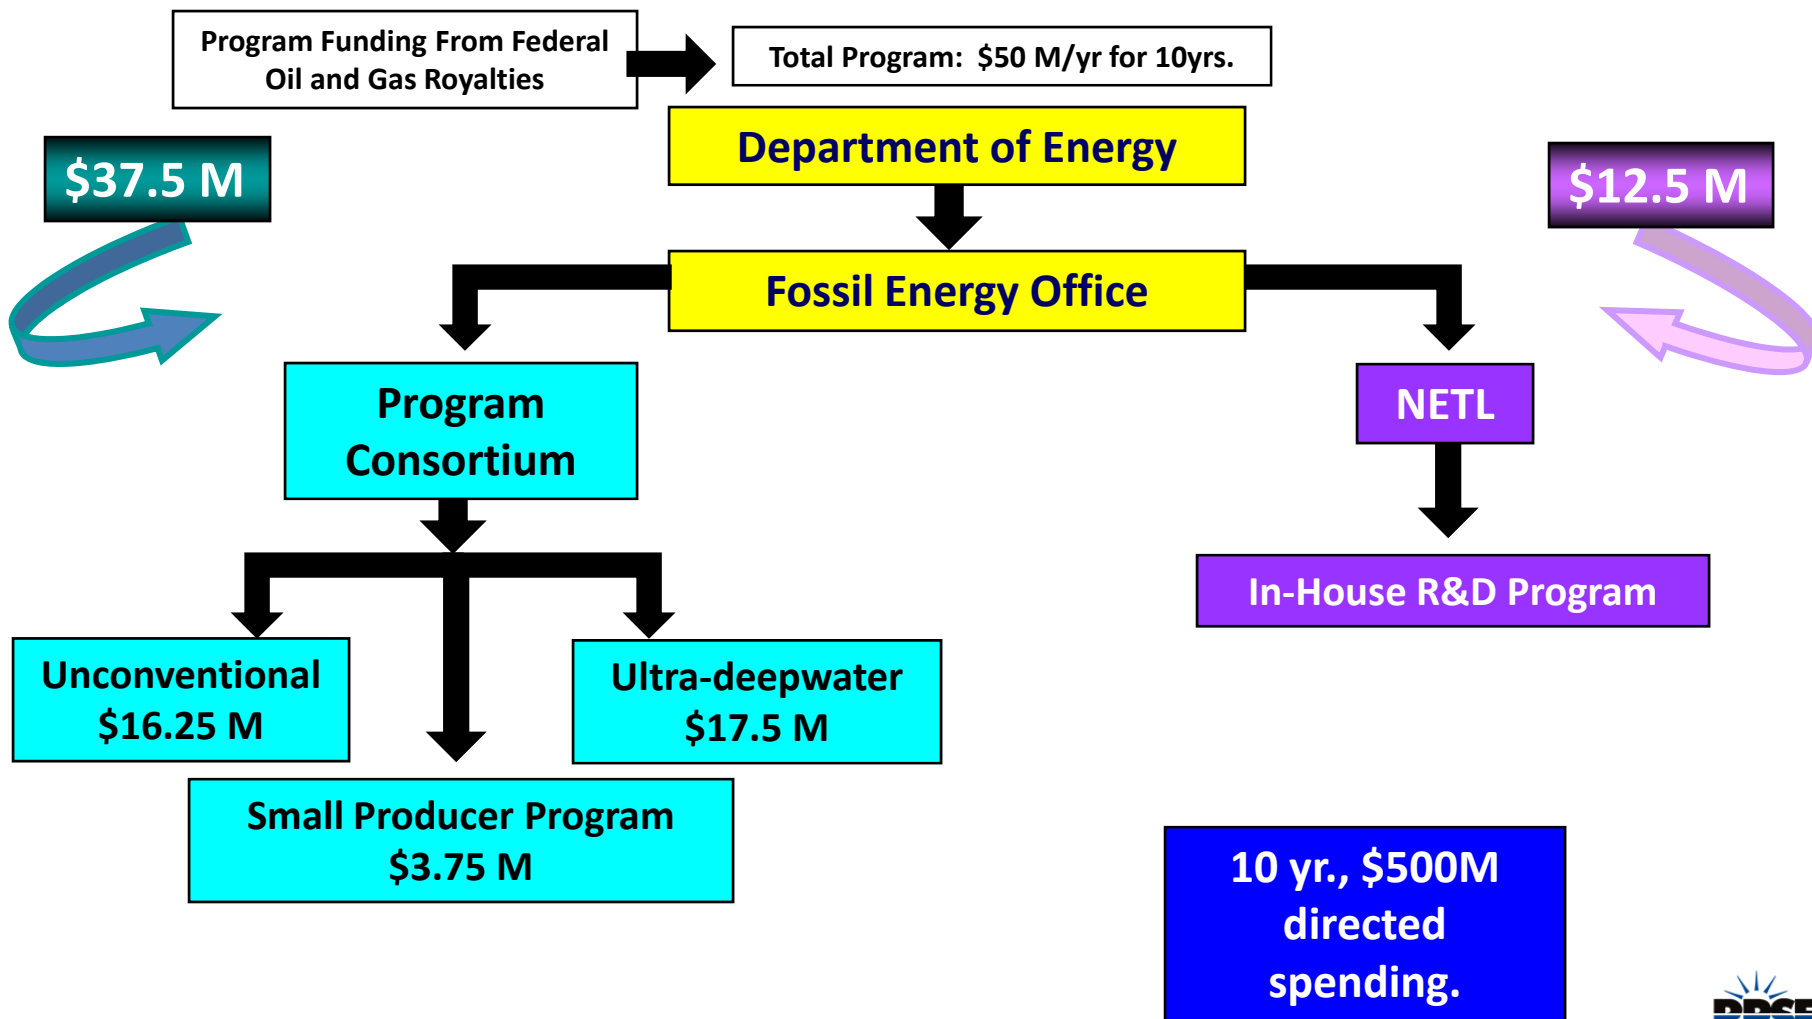 Program Funding From Federal
Oil and Gas Royalties
Total Program:  $50 M/yr for 10yrs.
Department of Energy
$37.5 M
$12.5 M
Fossil Energy Office
Program
Consortium
NETL
In-House R&D Program
Unconventional
$16.25 M
Ultra-deepwater
$17.5 M
Small Producer Program
$3.75 M
10 yr., $500M
directed
spending.